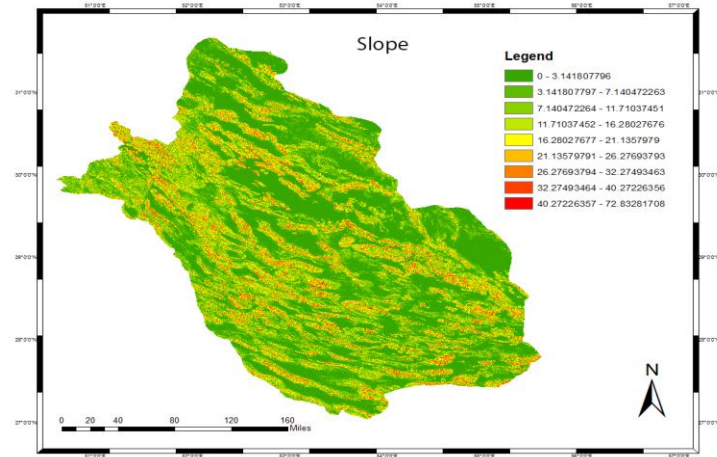 Slope
Legend
0 - 3.141807796
3.141807797 - 7.140472263
7.140472264 - 11.71037451
11.71037452 - 16.28027676
16.28027677 - 21.1357979
21.13579791 - 26.27693793
26.27693794 - 32.27493463
32.27493464 - 40.27226356
40.27226357 - 72.83281708
N
0 20 40 80 120 160
Miles